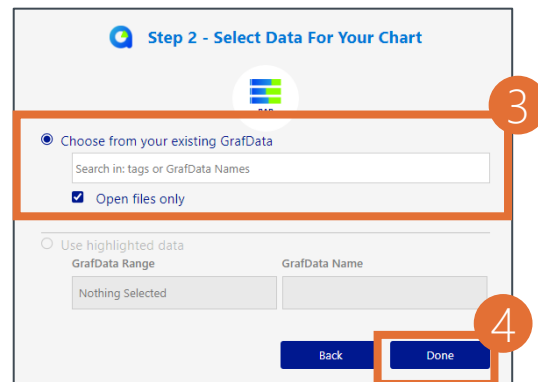 Step 2 - Select Data For Your Chart
3
Choose from your existing GrafData
Search in: tags or GrafData Names
Open files only
Use highlighted data
GrafData Range GrafData Name
Nothing Selected
4
Back Done